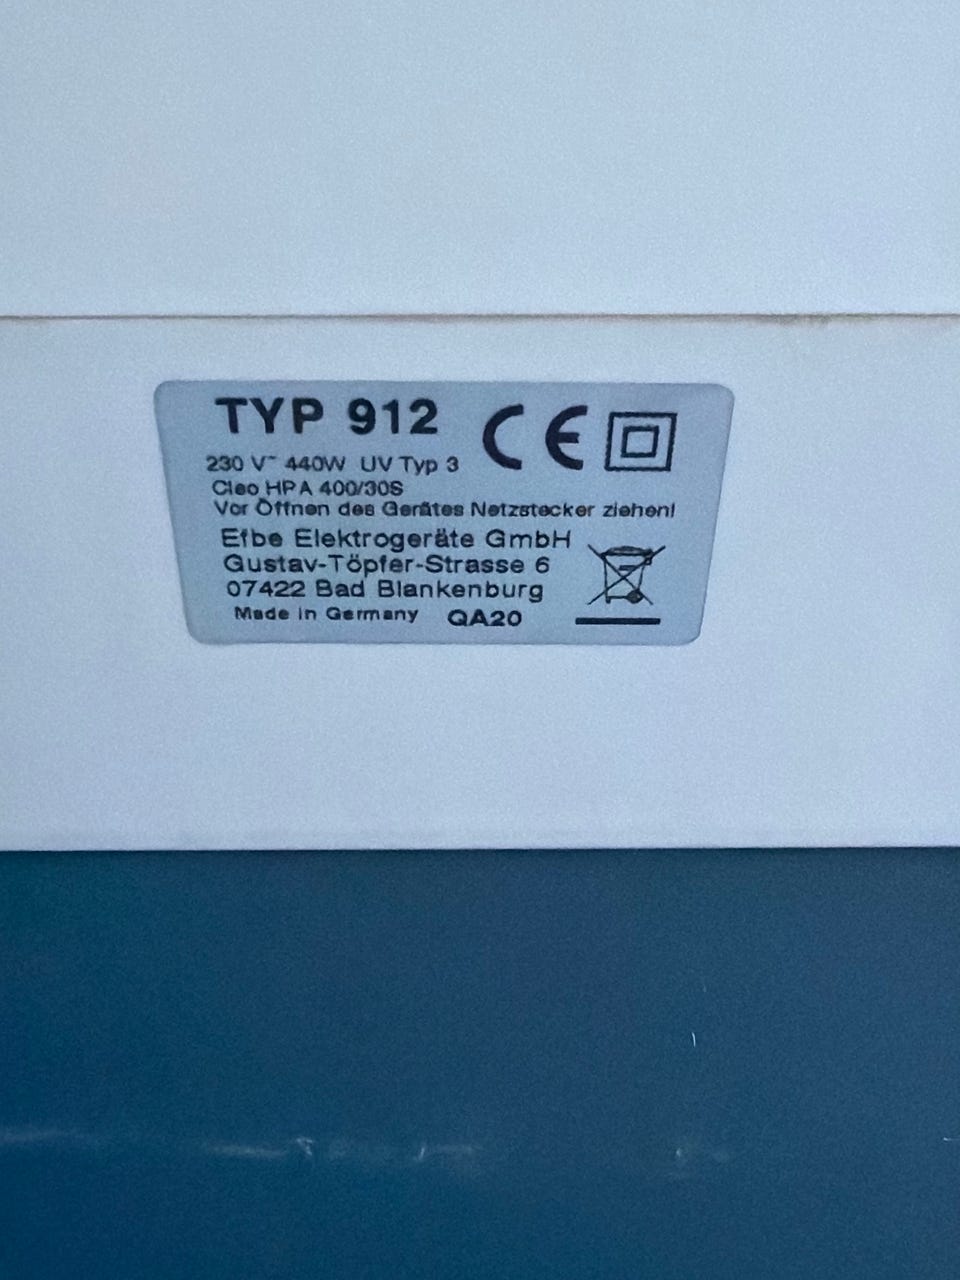 TYP 912 CE
230 V~ 440W UV Typ 3
Cleo HPA 400/30S
Vor Öffnen des Gerätes Netzstecker ziehen!
Efbe Elektrogeräte GmbH
Gustav-Töpfer-Strasse 6
07422 Bad Blankenburg
Made in Germany QA20